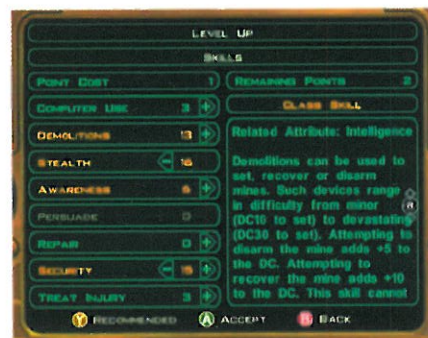 Level Up
Skills
Point Cost 1
Remaining Points 2
Computer Use 3 +
Class Skill
Demolitions 13 +
Stealth - 16
Awareness 6 +
Persuade 0
Repair 0 +
Security - 15 +
Treat Injury 3 +
Related Attribute: Intelligence
Demolitions can be used to
set, recover or disarm
mines. Such devices range
in difficulty from minor
(DC10 to set) to devastating
(DC30 to set). Attempting to
disarm the mine adds +5 to
the DC. Attempting to
recover the mine adds +10
to the DC. This skill cannot
R
Y Recommended A Accept B Back